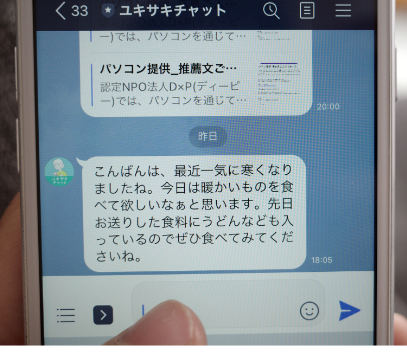 33 ユキサキチャット
ー)では、パソコンを通じて…
パソコン提供_推薦文ご…
認定NPO法人D×P(ディーピ
ー)では、パソコンを通じて…
20:00
昨日
こんばんは、最近一気に寒くなり
ましたね。今日は暖かいものを食
べて欲しいなぁと思います。先日
お送りした食料にうどんなども入
っているのでぜひ食べてみてくだ
さいね。
18:05